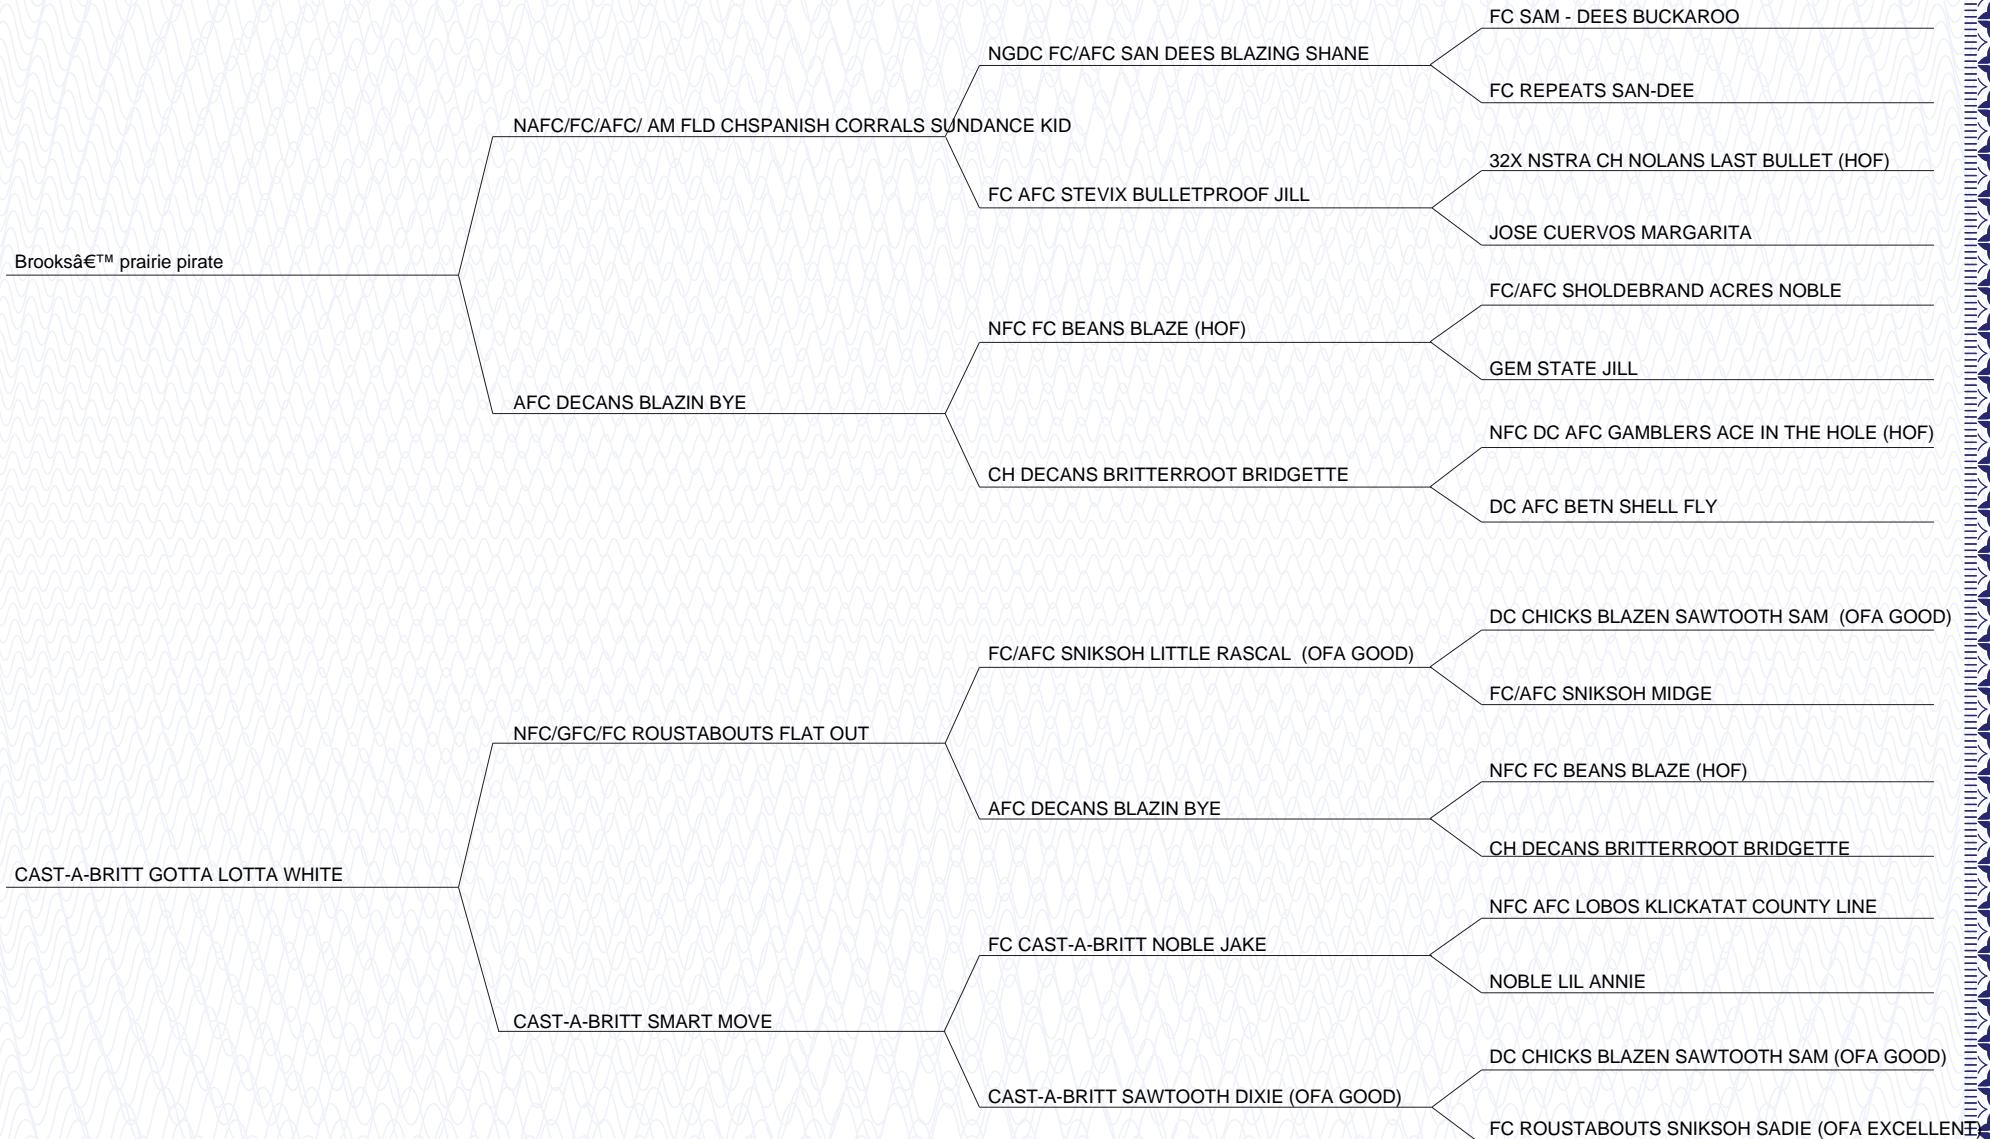 FC SAM - DEES BUCKAROO
NGDC FC/AFC SAN DEES BLAZING SHANE
FC REPEATS SAN-DEE
NAFC/FC/AFC/ AM FLD CHSPANISH CORRALS SUNDANCE KID
32X NSTRA CH NOLANS LAST BULLET (HOF)
FC AFC STEVIX BULLETPROOF JILL
JOSE CUERVOS MARGARITA
Brooksâ€™ prairie pirate
FC/AFC SHOLDEBRAND ACRES NOBLE
NFC FC BEANS BLAZE (HOF)
GEM STATE JILL
AFC DECANS BLAZIN BYE
NFC DC AFC GAMBLERS ACE IN THE HOLE (HOF)
CH DECANS BRITTERROOT BRIDGETTE
DC AFC BETN SHELL FLY
DC CHICKS BLAZEN SAWTOOTH SAM  (OFA GOOD)
FC/AFC SNIKSOH LITTLE RASCAL  (OFA GOOD)
FC/AFC SNIKSOH MIDGE
NFC/GFC/FC ROUSTABOUTS FLAT OUT
NFC FC BEANS BLAZE (HOF)
AFC DECANS BLAZIN BYE
CH DECANS BRITTERROOT BRIDGETTE
CAST-A-BRITT GOTTA LOTTA WHITE
NFC AFC LOBOS KLICKATAT COUNTY LINE
FC CAST-A-BRITT NOBLE JAKE
NOBLE LIL ANNIE
CAST-A-BRITT SMART MOVE
DC CHICKS BLAZEN SAWTOOTH SAM (OFA GOOD)
CAST-A-BRITT SAWTOOTH DIXIE (OFA GOOD)
FC ROUSTABOUTS SNIKSOH SADIE (OFA EXCELLENT)